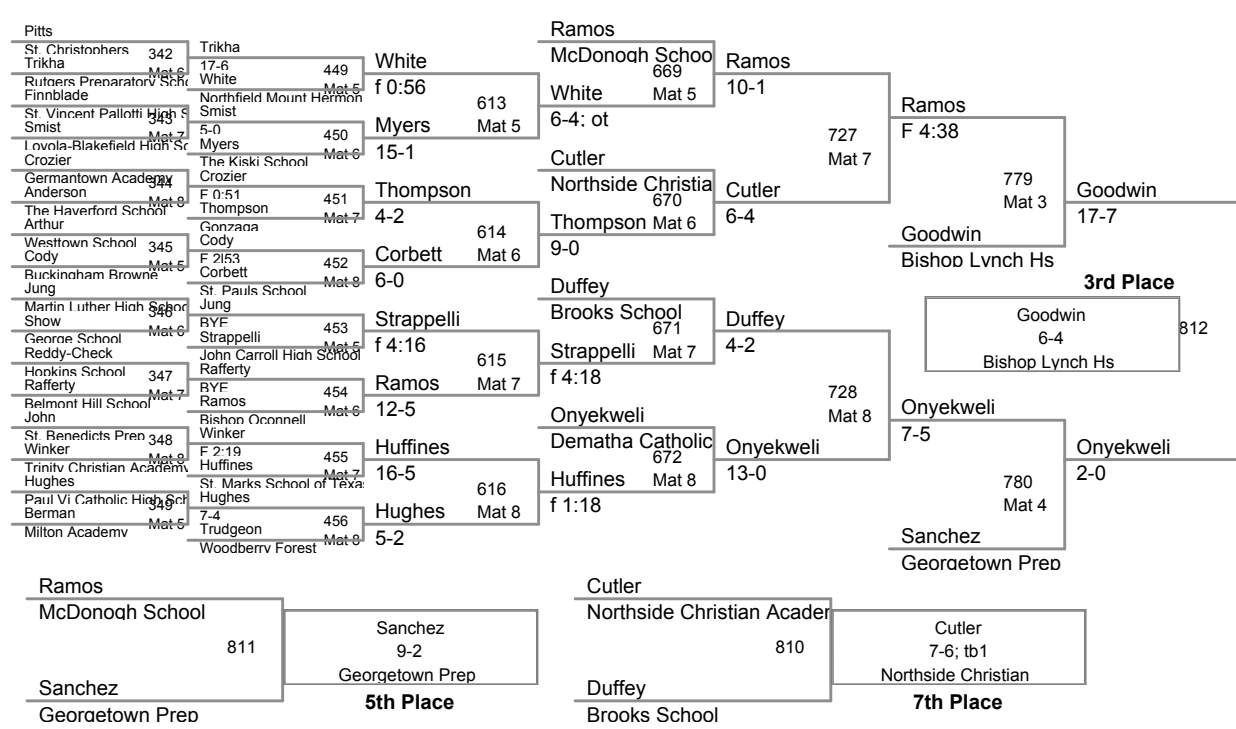 Pitts
St. Christophers
342
Mat 6
Trikha
Rutgers Preparatory Scho
Finnblade
St. Vincent Pallotti High S
343
Mat 7
Smist
Loyola-Blakefield High Sc
Crozier
Germantown Academy
344
Mat 8
Anderson
The Haverford School
Arthur
Westtown School
345
Mat 5
Cody
Buckingham Browne
Jung
Martin Luther High School
346
Mat 6
Show
George School
Reddy-Check
Hopkins School
347
Mat 7
Rafferty
Belmont Hill School
John
St. Benedicts Prep
348
Mat 8
Winker
Trinity Christian Academy
Hughes
Paul Vi Catholic High Sch
349
Mat 5
Berman
Milton Academy
Trikha
17-6
449
Mat 5
White
Northfield Mount Hermon
Smist
5-0
450
Mat 6
Myers
The Kiski School
Crozier
F 0:51
451
Mat 7
Thompson
Gonzaga
Cody
F 2|53
452
Mat 8
Corbett
St. Pauls School
Jung
BYE
453
Mat 5
Strappelli
John Carroll High School
Rafferty
BYE
454
Mat 6
Ramos
Bishop Oconnell
Winker
F 2:19
455
Mat 7
Huffines
St. Marks School of Texas
Hughes
7-4
456
Mat 8
Trudgeon
Woodberry Forest
White
f 0:56
613
Mat 5
Myers
15-1
Thompson
4-2
614
Mat 6
Corbett
6-0
Strappelli
f 4:16
615
Mat 7
Ramos
12-5
Huffines
16-5
616
Mat 8
Hughes
5-2
Ramos
McDonogh Schoo
669
Mat 5
White
6-4; ot
Cutler
Northside Christia
670
Mat 6
Thompson
9-0
Duffey
Brooks School
671
Mat 7
Strappelli
f 4:18
Onyekweli
Dematha Catholic
672
Mat 8
Huffines
f 1:18
Ramos
10-1
727
Mat 7
Cutler
6-4
Duffey
4-2
728
Mat 8
Onyekweli
13-0
Ramos
F 4:38
779
Mat 3
Goodwin
Bishop Lynch Hs
Onyekweli
7-5
780
Mat 4
Sanchez
Georgetown Prep
Goodwin
17-7
3rd Place
Goodwin
6-4
Bishop Lynch Hs
812
Onyekweli
2-0
Ramos
McDonogh School
811
Sanchez
Georgetown Prep
Sanchez
9-2
Georgetown Prep
5th Place
Cutler
Northside Christian Acader
810
Duffey
Brooks School
Cutler
7-6; tb1
Northside Christian
7th Place